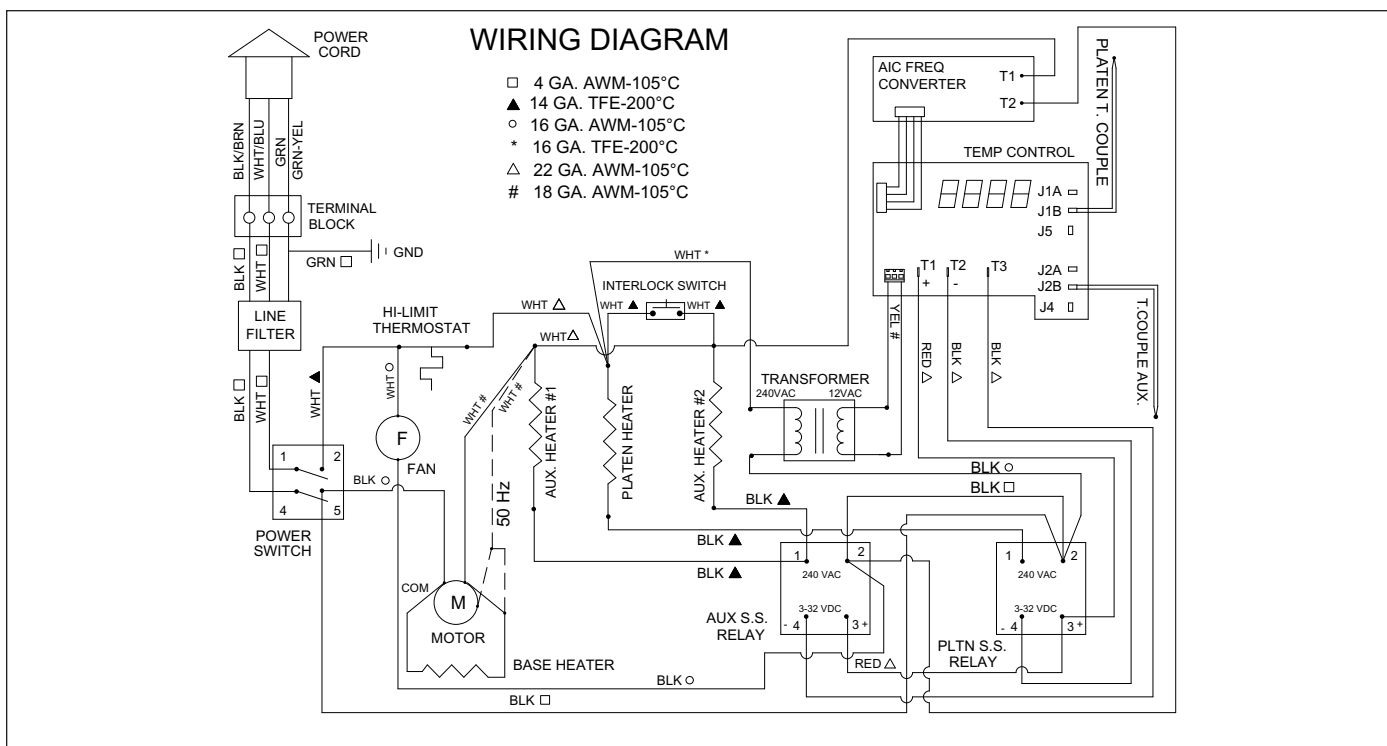 WIRING DIAGRAM
□ 4 GA. AWM-105°C
▲ 14 GA. TFE-200°C
○ 16 GA. AWM-105°C
* 16 GA. TFE-200°C
△ 22 GA. AWM-105°C
# 18 GA. AWM-105°C
POWER
CORD
BLK/BRN
WHT/BLU
GRN
GRN-YEL
TERMINAL
BLOCK
BLK □
WHT □
GRN □
GND
LINE
FILTER
BLK □
WHT □
WHT ▲
HI-LIMIT
THERMOSTAT
WHT ○
F
FAN
1
2
4
5
POWER
SWITCH
BLK ○
COM
M
MOTOR
BASE HEATER
WHT #
WHT #
50 Hz
WHT △
WHT△
WHT *
INTERLOCK SWITCH
WHT ▲
WHT ▲
AUX. HEATER #1
PLATEN HEATER
AUX. HEATER #2
TRANSFORMER
240VAC
12VAC
AIC FREQ
CONVERTER
T1
T2
PLATEN T. COUPLE
TEMP CONTROL
8888
J1A
J1B
J5
J2A
J2B
J4
T1
+
T2
-
T3
YEL #
RED △
BLK △
BLK △
T.COUPLE AUX.
BLK ○
BLK □
BLK ▲
BLK ▲
BLK ▲
1
2
240 VAC
3-32 VDC
- 4
3 +
AUX S.S.
RELAY
1
2
240 VAC
3-32 VDC
- 4
3 +
PLTN S.S.
RELAY
RED △
BLK ○
BLK □